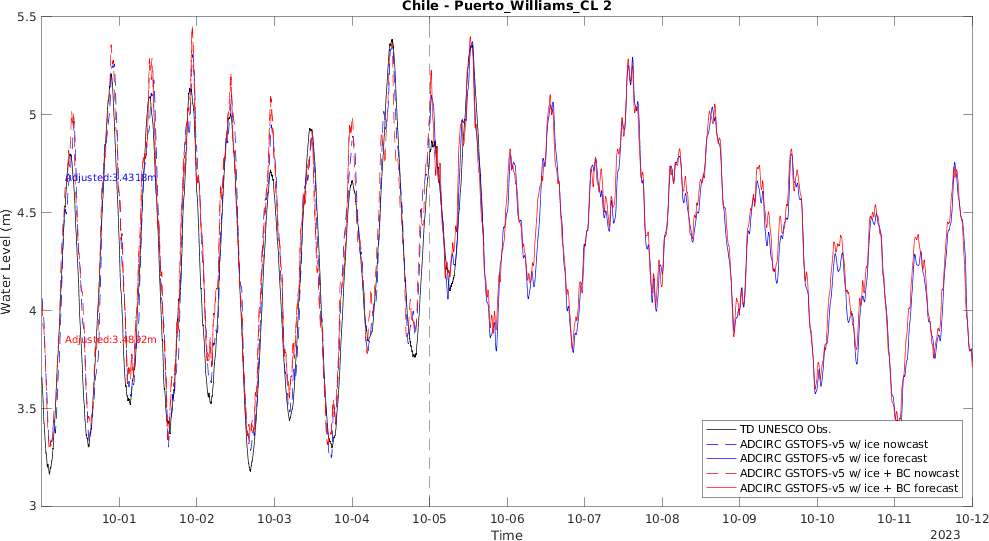 Chile - Puerto_Williams_CL 2
5.5
5
4.5
4
3.5
3
Water Level (m)
Adjusted:3.4318m
Adjusted:3.4892m
TD UNESCO Obs.
ADCIRC GSTOFS-v5 w/ ice nowcast
ADCIRC GSTOFS-v5 w/ ice forecast
ADCIRC GSTOFS-v5 w/ ice + BC nowcast
ADCIRC GSTOFS-v5 w/ ice + BC forecast
10-01 10-02 10-03 10-04 10-05 10-06 10-07 10-08 10-09 10-10 10-11 10-12
Time
2023